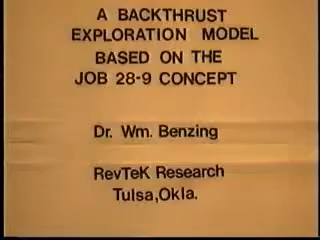 A BACKTHRUST
EXPLORATION MODEL
BASED ON THE
JOB 28-9 CONCEPT
Dr. Wm. Benzing
RevTeK Research
Tulsa,Okla.